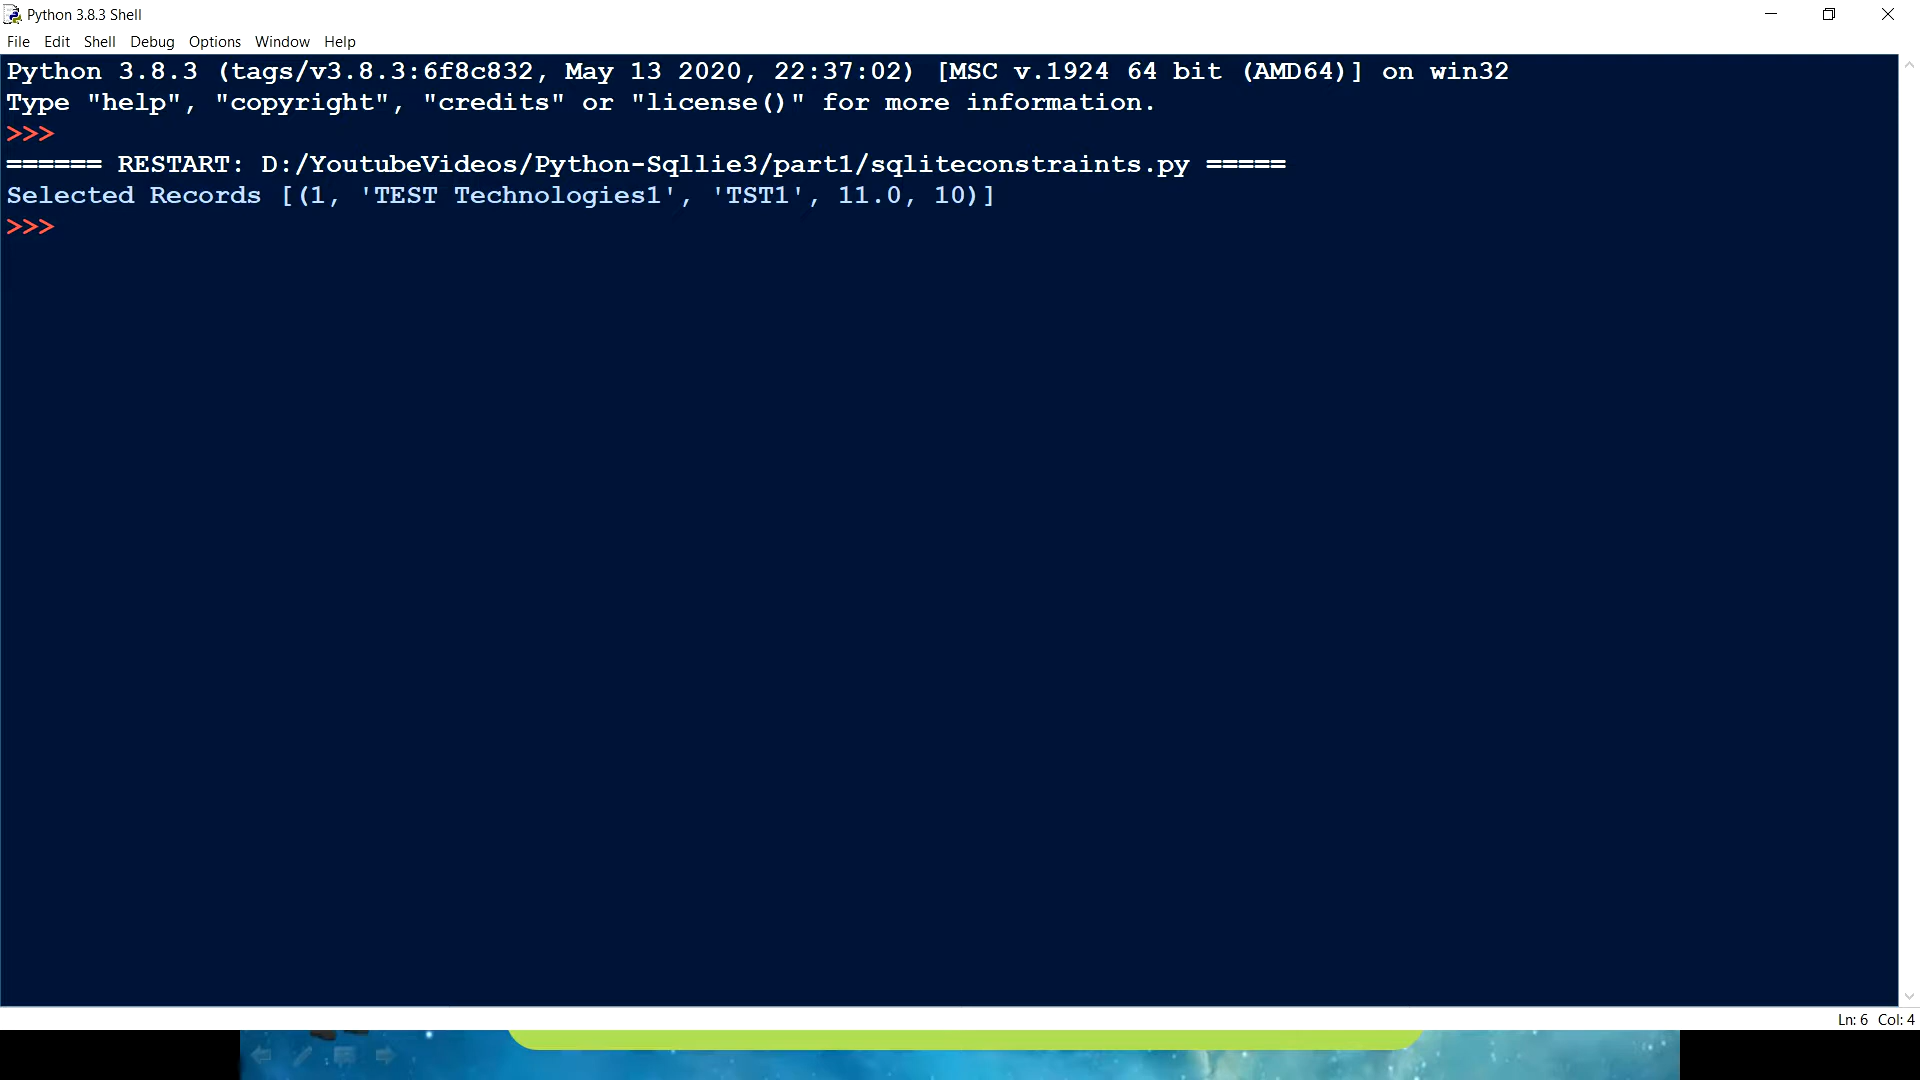 Python 3.8.3 Shell
File Edit Shell Debug Options Window Help
Python 3.8.3 (tags/v3.8.3:6f8c832, May 13 2020, 22:37:02) [MSC v.1924 64 bit (AMD64)] on win32
Type "help", "copyright", "credits" or "license()" for more information.
>>>
====== RESTART: D:/YoutubeVideos/Python-Sqllie3/part1/sqliteconstraints.py =====
Selected Records [(1, 'TEST Technologies1', 'TST1', 11.0, 10)]
>>>
Ln: 6 Col: 4